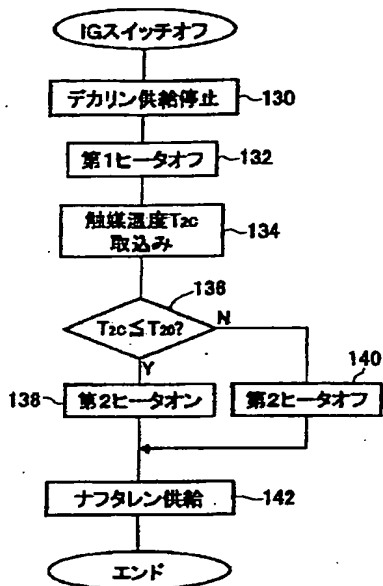 IGスイッチオフ
デカリン供給停止 130
第1ヒータオフ 132
触媒温度T2C
取込み 134
136
T2C≦T20?
N
Y
140
138 第2ヒータオン 第2ヒータオフ
ナフタレン供給 142
エンド